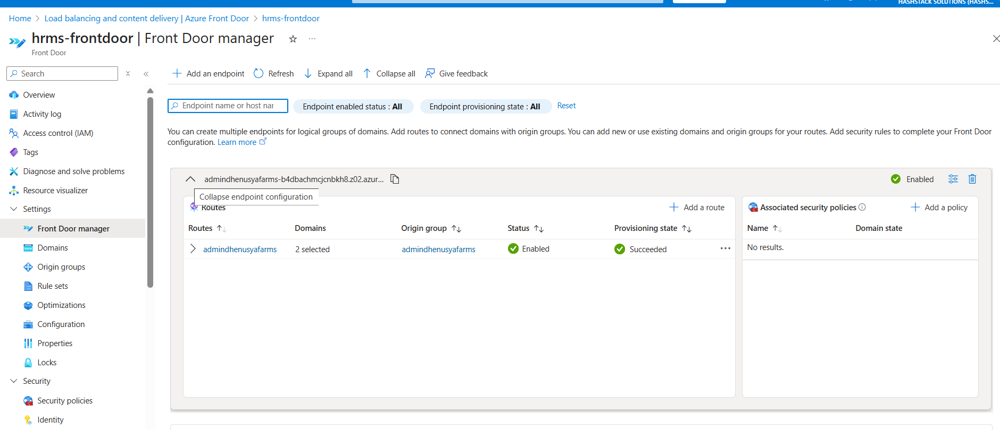 HASHSTACK SOLUTIONS (HASHS...
Home > Load balancing and content delivery | Azure Front Door > hrms-frontdoor
hrms-frontdoor | Front Door manager
Front Door
Search
Add an endpoint Refresh Expand all Collapse all Give feedback
Overview
Activity log
Access control (IAM)
Tags
Diagnose and solve problems
Resource visualizer
Settings
Front Door manager
Domains
Origin groups
Rule sets
Optimizations
Configuration
Properties
Locks
Security
Security policies
Identity
Endpoint name or host nar
Endpoint enabled status : All Endpoint provisioning state : All Reset
You can create multiple endpoints for logical groups of domains. Add routes to connect domains with origin groups. You can add new or use existing domains and origin groups for your routes. Add security rules to complete your Front Door
configuration. Learn more
admindhenusyafarms-b4dbachmcjcnbkh8.z02.azur... Enabled
Collapse endpoint configuration
Routes Add a route
Routes Domains Origin group Status Provisioning state
admindhenusyafarms 2 selected admindhenusyafarms Enabled Succeeded ...
Associated security policies Add a policy
Name Domain state
No results.